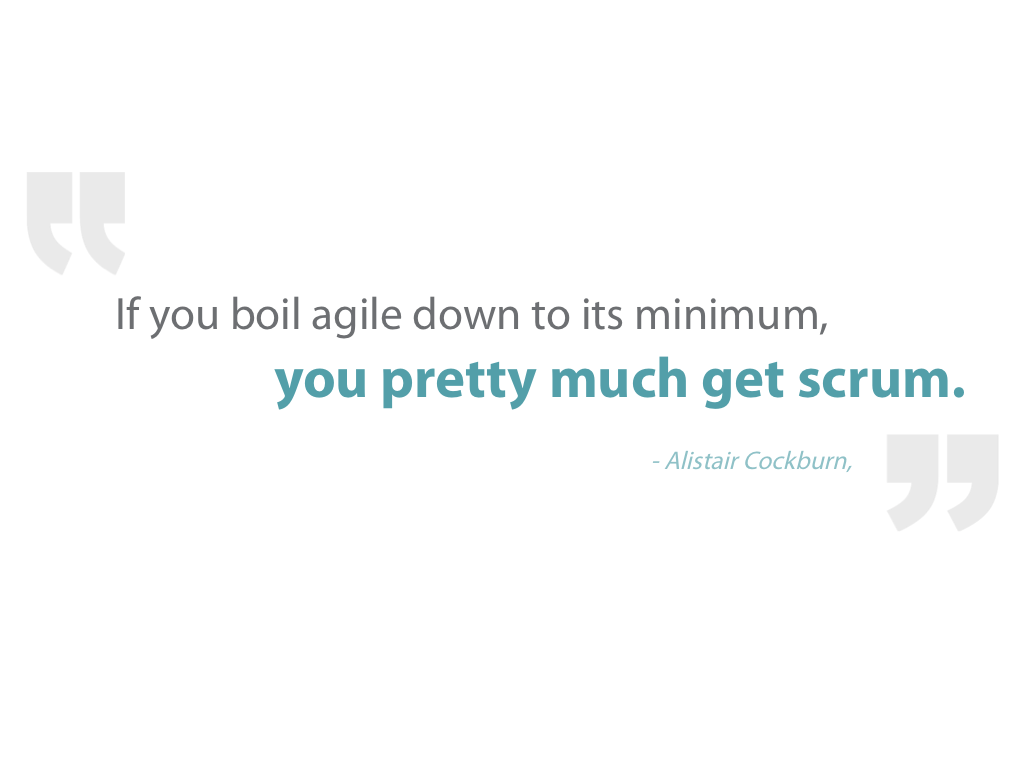 If you boil agile down to its minimum,
you pretty much get scrum.
- Alistair Cockburn,